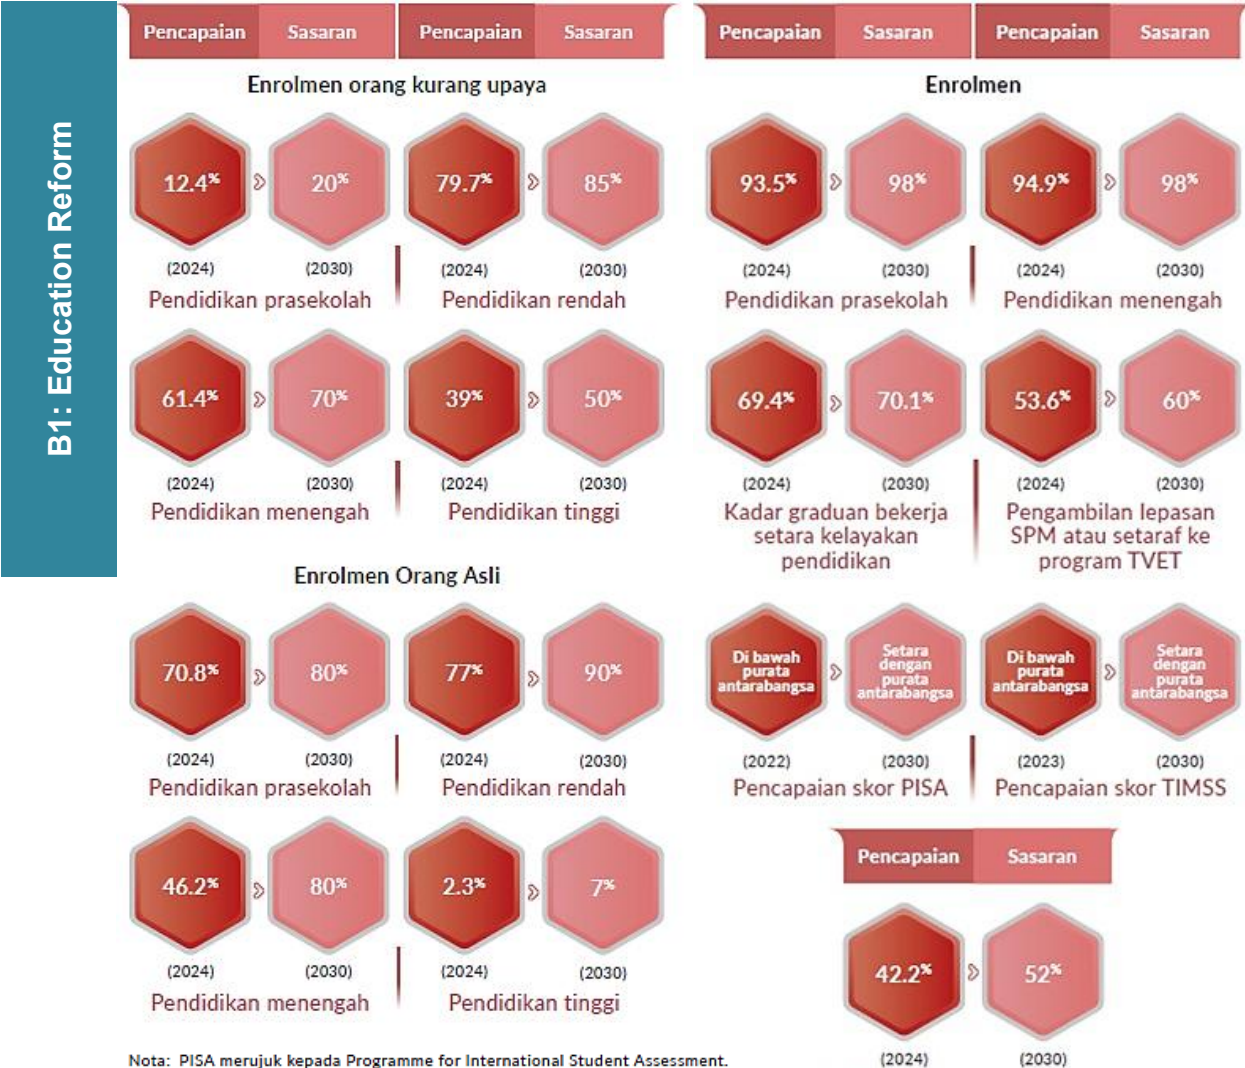 B1: Education Reform
Pencapaian Sasaran Pencapaian Sasaran
Enrolmen orang kurang upaya
12.4% 20% 79.7% 85%
(2024) (2030) (2024) (2030)
Pendidikan prasekolah Pendidikan rendah
61.4% 70% 39% 50%
(2024) (2030) (2024) (2030)
Pendidikan menengah Pendidikan tinggi
Enrolmen Orang Asli
70.8% 80% 77% 90%
(2024) (2030) (2024) (2030)
Pendidikan prasekolah Pendidikan rendah
46.2% 80% 2.3% 7%
(2024) (2030) (2024) (2030)
Pendidikan menengah Pendidikan tinggi
Pencapaian Sasaran Pencapaian Sasaran
Enrolmen
93.5% 98% 94.9% 98%
(2024) (2030) (2024) (2030)
Pendidikan prasekolah Pendidikan menengah
69.4% 70.1% 53.6% 60%
(2024) (2030) (2024) (2030)
Kadar graduan bekerja
setara kelayakan
pendidikan
Pengambilan lepasan
SPM atau setaraf ke
program TVET
Di bawah
purata
antarabangsa
Setara
dengan
purata
antarabangsa
Di bawah
purata
antarabangsa
Setara
dengan
purata
antarabangsa
(2022) (2030) (2023) (2030)
Pencapaian skor PISA Pencapaian skor TIMSS
Pencapaian Sasaran
42.2% 52%
(2024) (2030)
Nota: PISA merujuk kepada Programme for International Student Assessment.